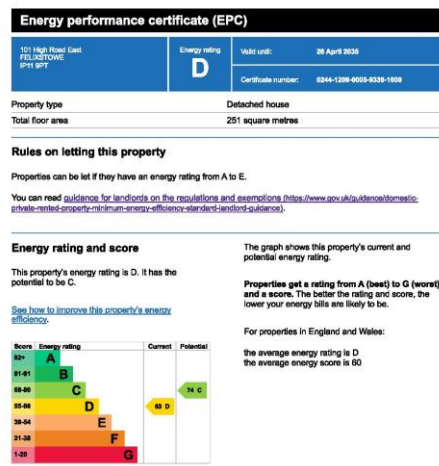 Energy performance certificate (EPC)
101 High Road East
FELIXSTOWE
IP11 9PT
Energy rating
D
Valid until:
26 April 2035
Certificate number:
Property type
Detached house
Total floor area
251 square metres
Rules on letting this property
Properties can be let if they have an energy rating from A to E.
You can read guidance for landlords on the regulations and exemptions (https://www.gov.uk/guidance/domestic-
private-rented-property-minimum-energy-efficiency-standard-landlord-guidance).
Energy rating and score
This property's energy rating is D. It has the
potential to be C.
See how to improve this property's energy
efficiency.
Score Energy rating Current Potential
92+ A
81-91 B
69-80 C 74 C
55-68 D 63 D
39-54 E
21-38 F
1-20 G
The graph shows this property's current and
potential energy rating.
Properties get a rating from A (best) to G (worst)
and a score. The better the rating and score, the
lower your energy bills are likely to be.
For properties in England and Wales:
the average energy rating is D
the average energy score is 60